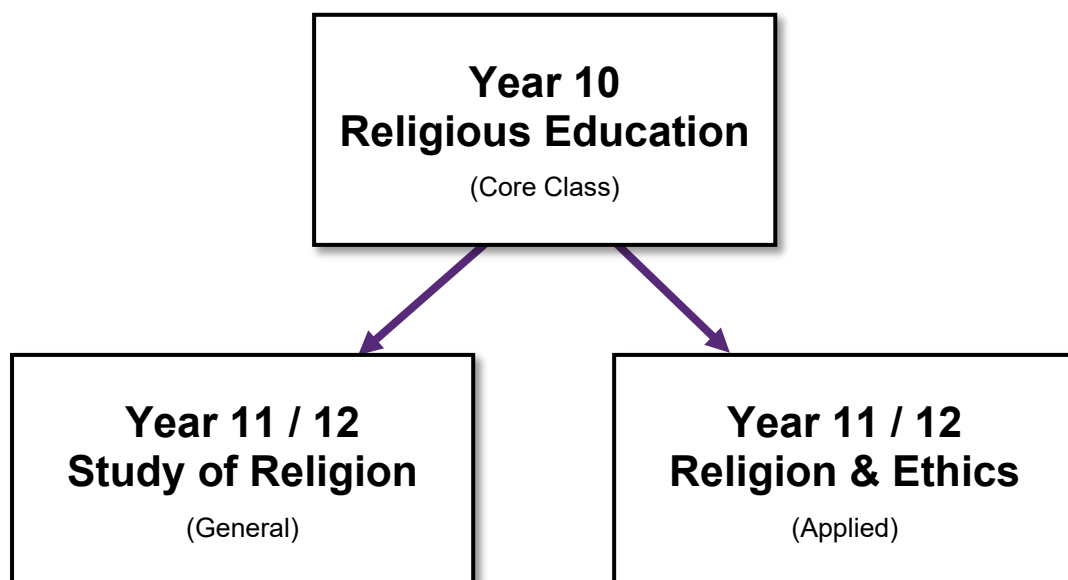 Year 10
Religious Education
(Core Class)
Year 11 / 12
Study of Religion
(General)
Year 11 / 12
Religion & Ethics
(Applied)